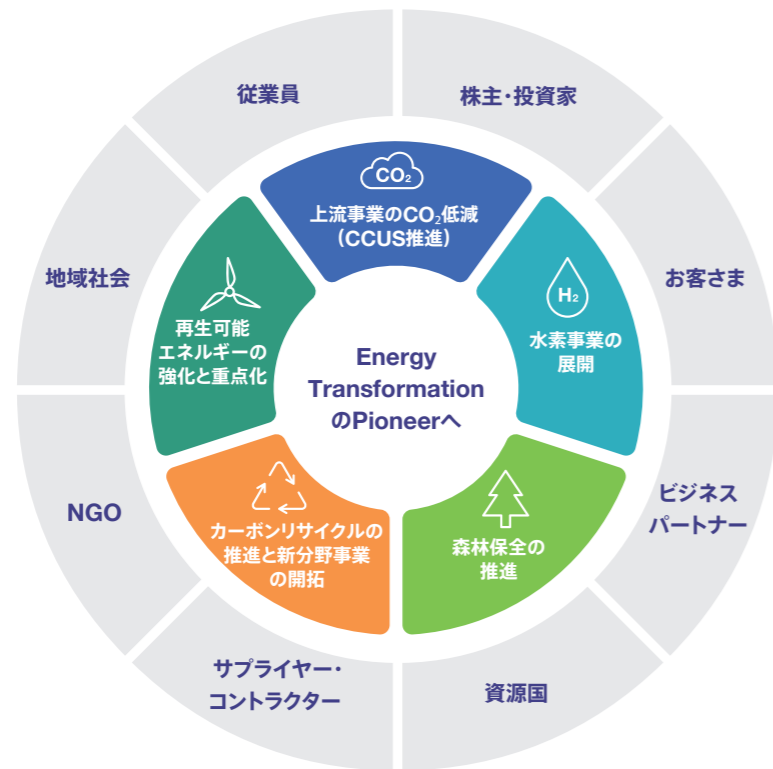 従業員
株主・投資家
お客さま
ビジネス
パートナー
資源国
サプライヤー・
コントラクター
NGO
地域社会
CO₂
上流事業のCO₂低減
（CCUS推進）
H₂
水素事業の
展開
森林保全の
推進
カーボンリサイクルの
推進と新分野事業
の開拓
再生可能
エネルギーの
強化と重点化
Energy
Transformation
のPioneerへ